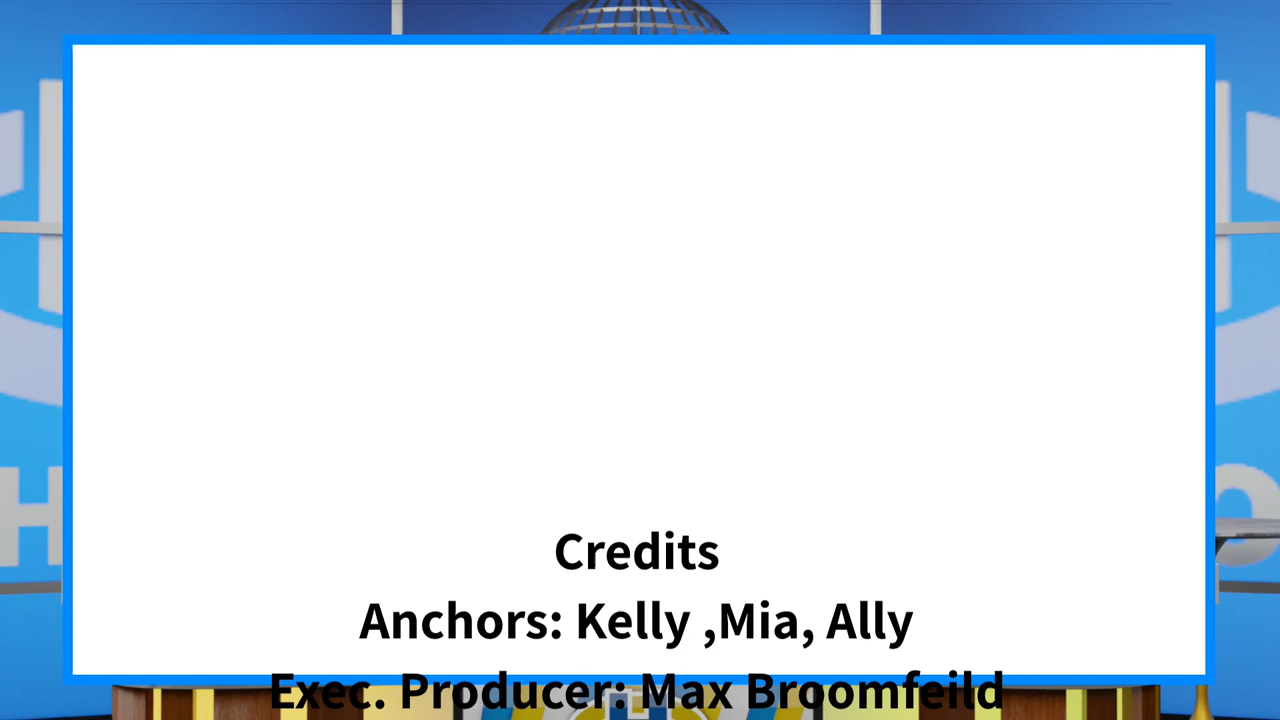 Credits
Anchors: Kelly ,Mia, Ally
Exec. Producer: Max Broomfeild